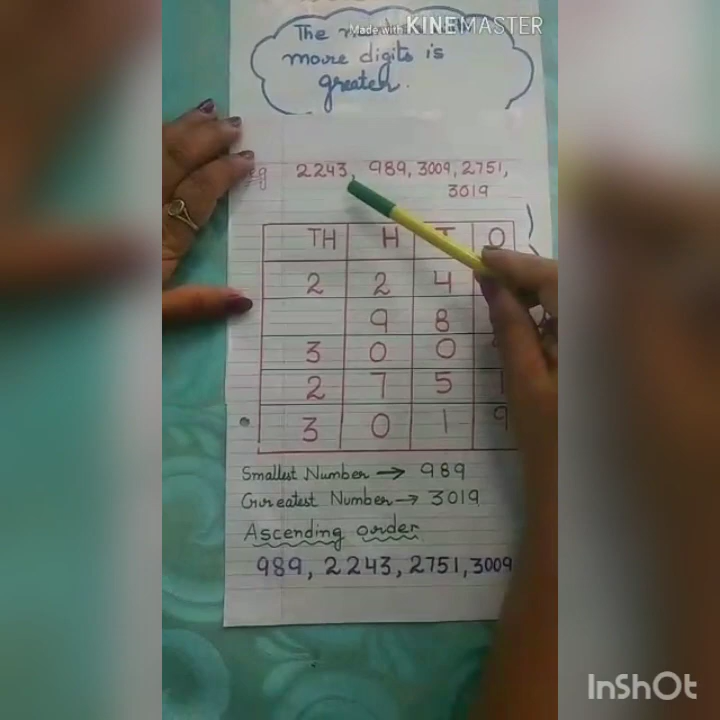 Made with KINEMASTER
The
more digits is
greater.
eg 2243, 989, 3009, 2751,
3019
TH H T O
2 2 4
9 8
3 0 0
2 7 5 1
3 0 1 9
Smallest Number → 989
Greatest Number → 3019
Ascending order
989, 2243, 2751, 3009
InShOt